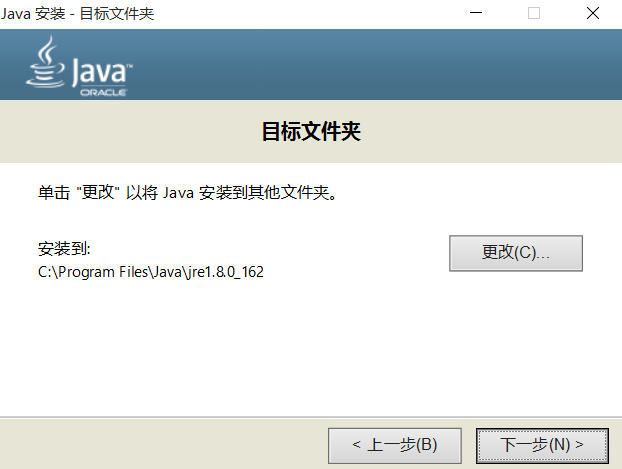 Java 安装 - 目标文件夹
Java™
ORACLE
目标文件夹
单击 "更改" 以将 Java 安装到其他文件夹。
安装到:
更改(C)...
C:\Program Files\Java\jre1.8.0_162
< 上一步(B)
下一步(N) >